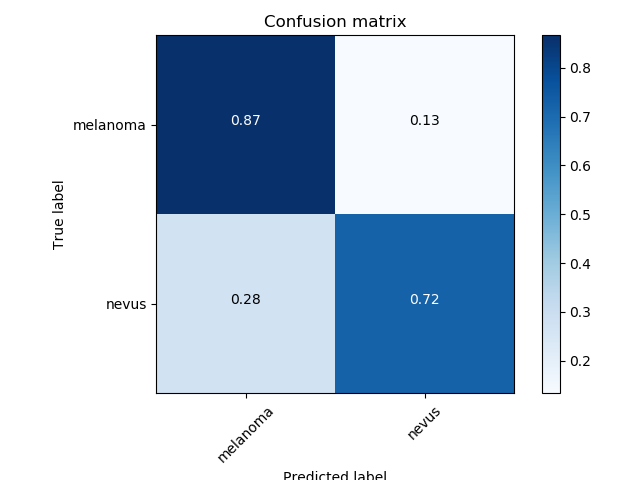 Confusion matrix
True label
melanoma
0.87
0.13
nevus
0.28
0.72
melanoma
nevus
Predicted label
0.8
0.7
0.6
0.5
0.4
0.3
0.2